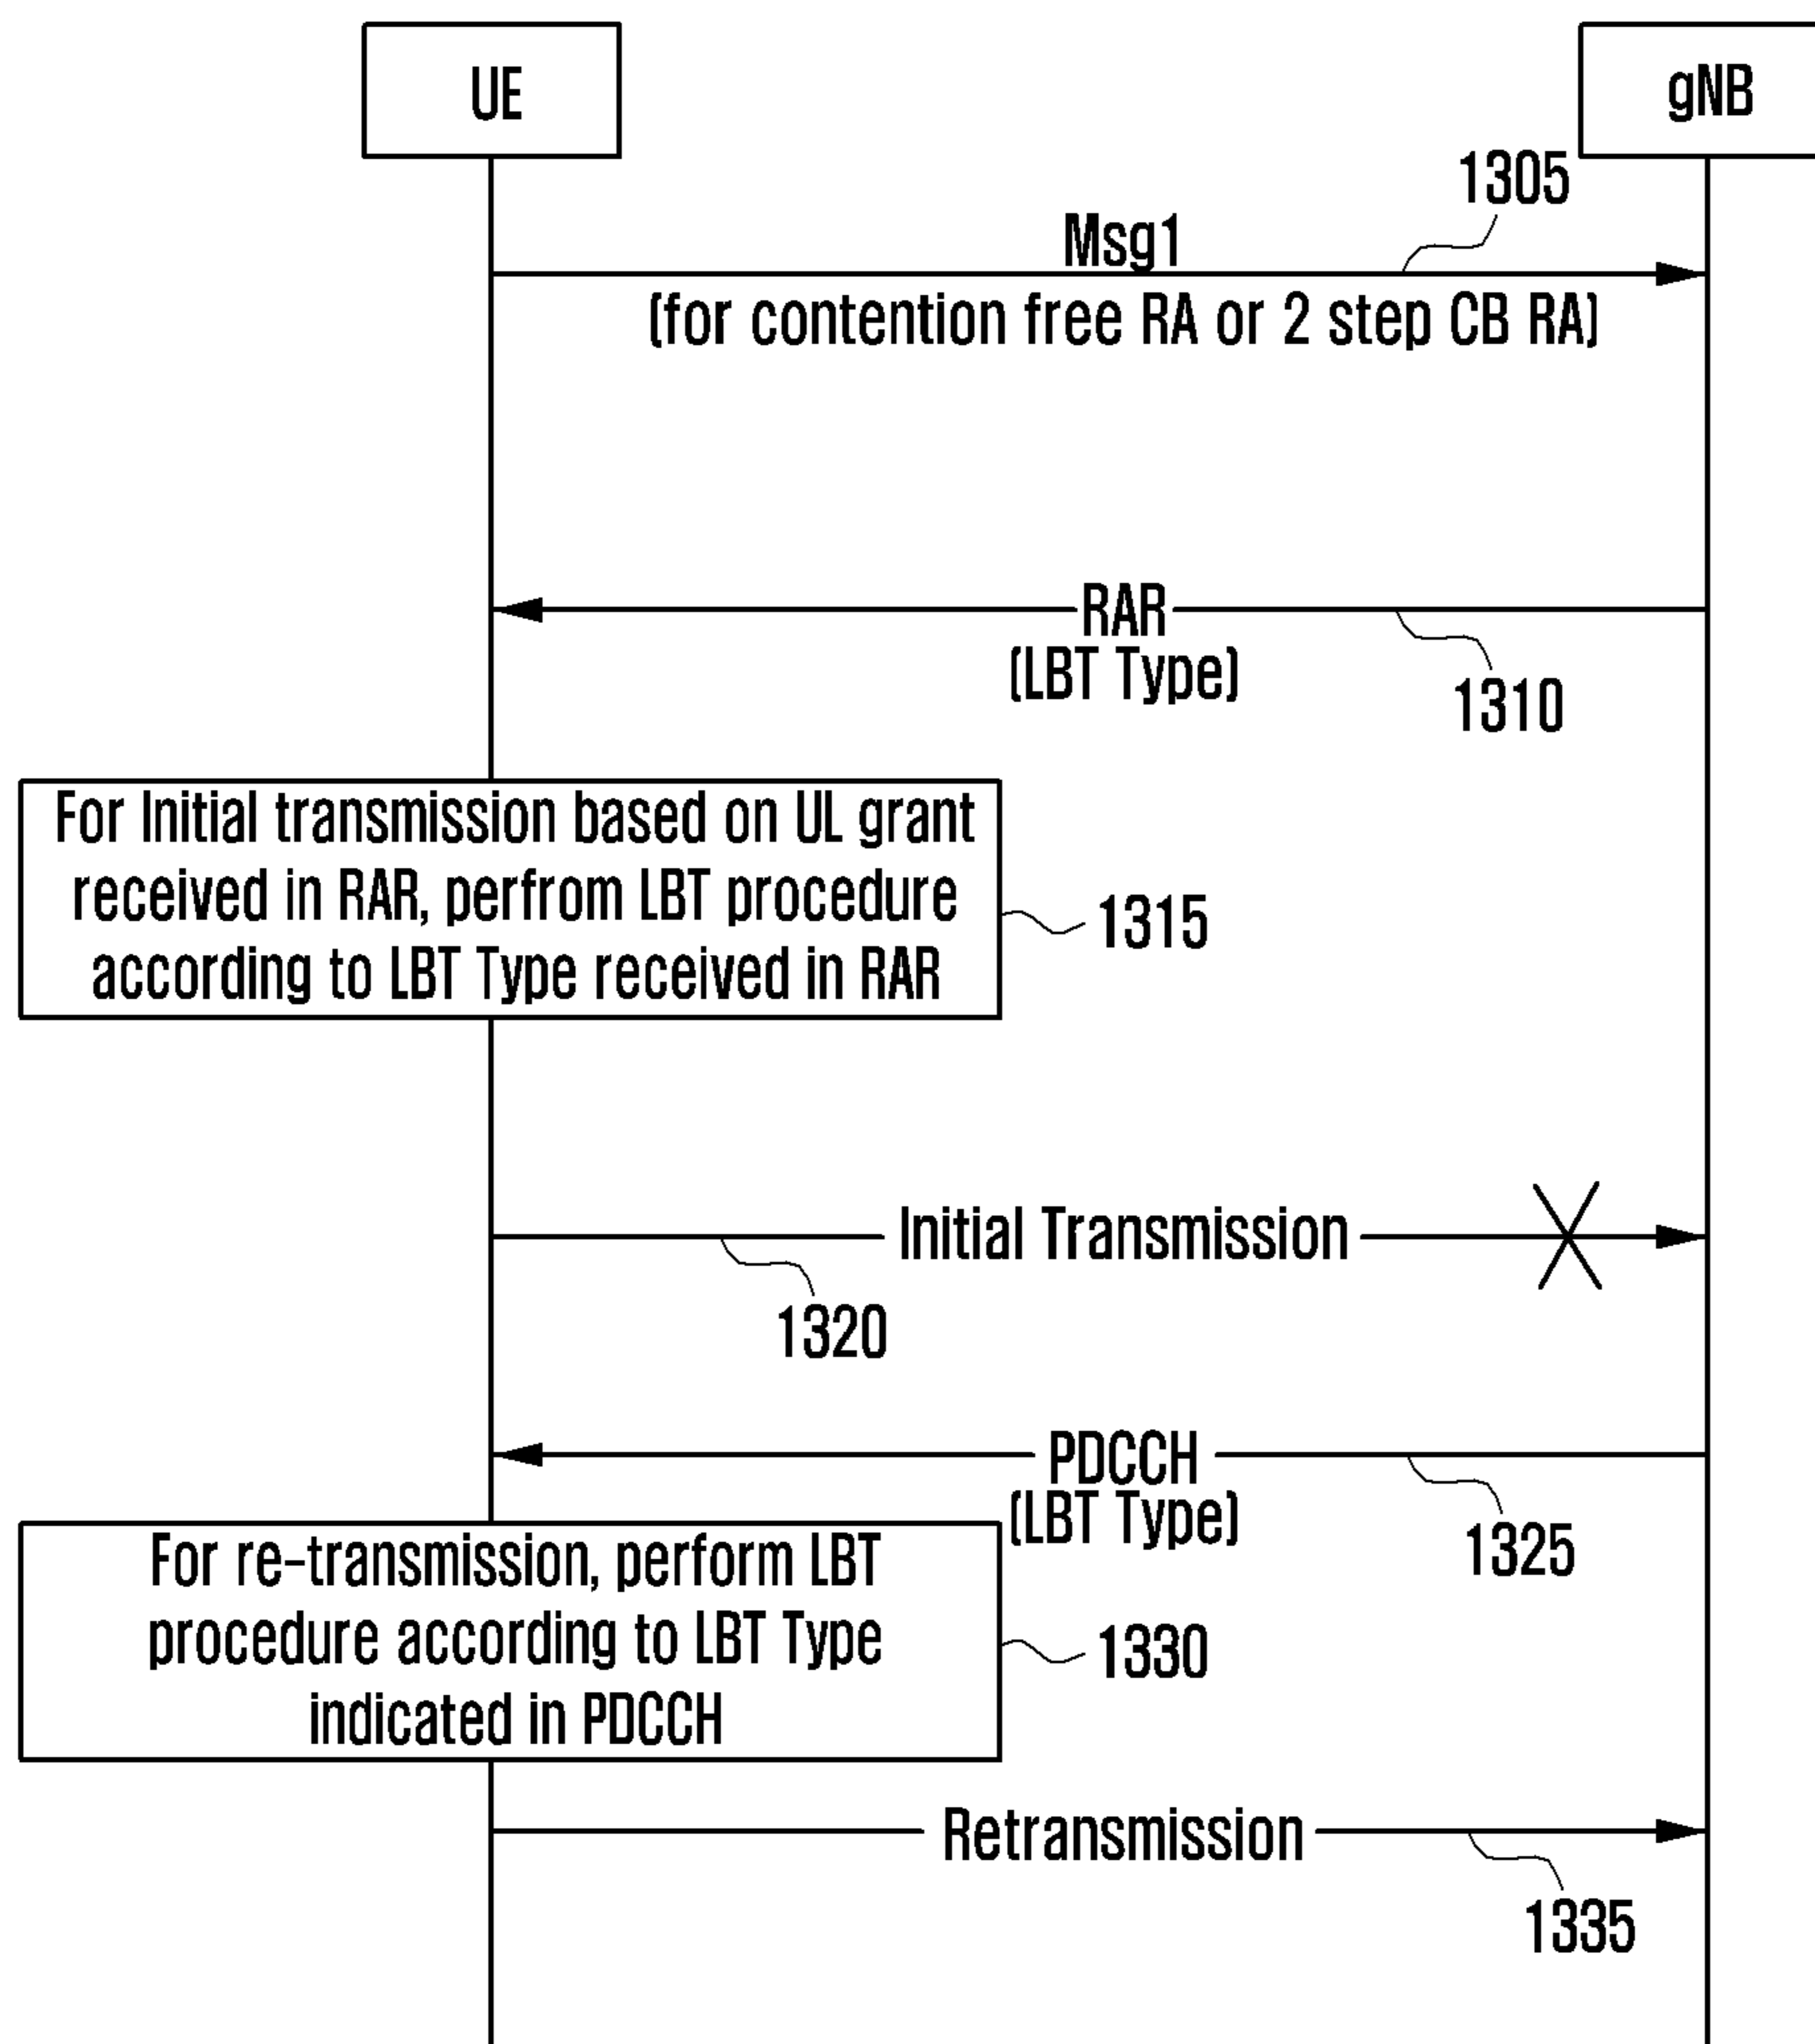 UE
gNB
1305
Msg1
(for contention free RA or 2 step CB RA)
RAR
(LBT Type)
1310
For Initial transmission based on UL grant
received in RAR, perfrom LBT procedure
according to LBT Type received in RAR
1315
Initial Transmission
1320
PDCCH
(LBT Type)
1325
For re-transmission, perform LBT
procedure according to LBT Type
indicated in PDCCH
1330
Retransmission
1335